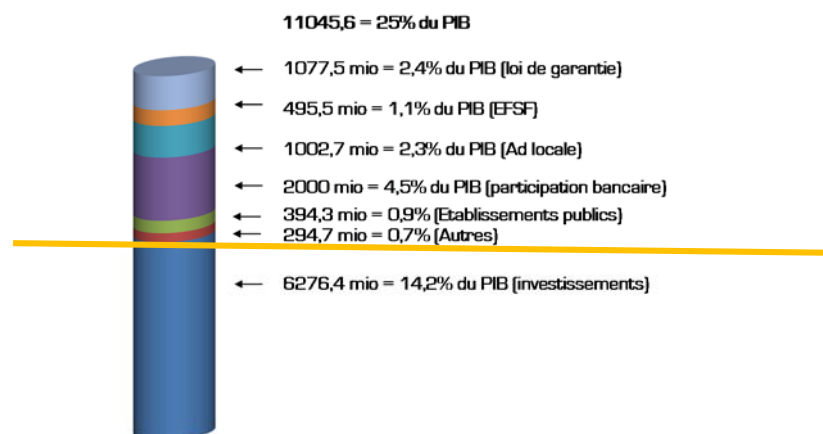 11045,6 = 25% du PIB
1077,5 mio = 2,4% du PIB (loi de garantie)
495,5 mio = 1,1% du PIB (EFSF)
1002,7 mio = 2,3% du PIB (Ad locale)
2000 mio = 4,5% du PIB (participation bancaire)
394,3 mio = 0,9% (Etablissements publics)
294,7 mio = 0,7% (Autres)
6276,4 mio = 14,2% du PIB (investissements)